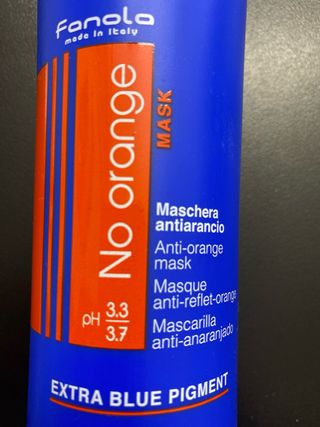 fanola
made in Italy
No orange
MASK
Maschera
antiarancio
Anti-orange
mask
Masque
anti-reflet-orange
Mascarilla
anti-anaranjado
pH 3.3
3.7
EXTRA BLUE PIGMENT